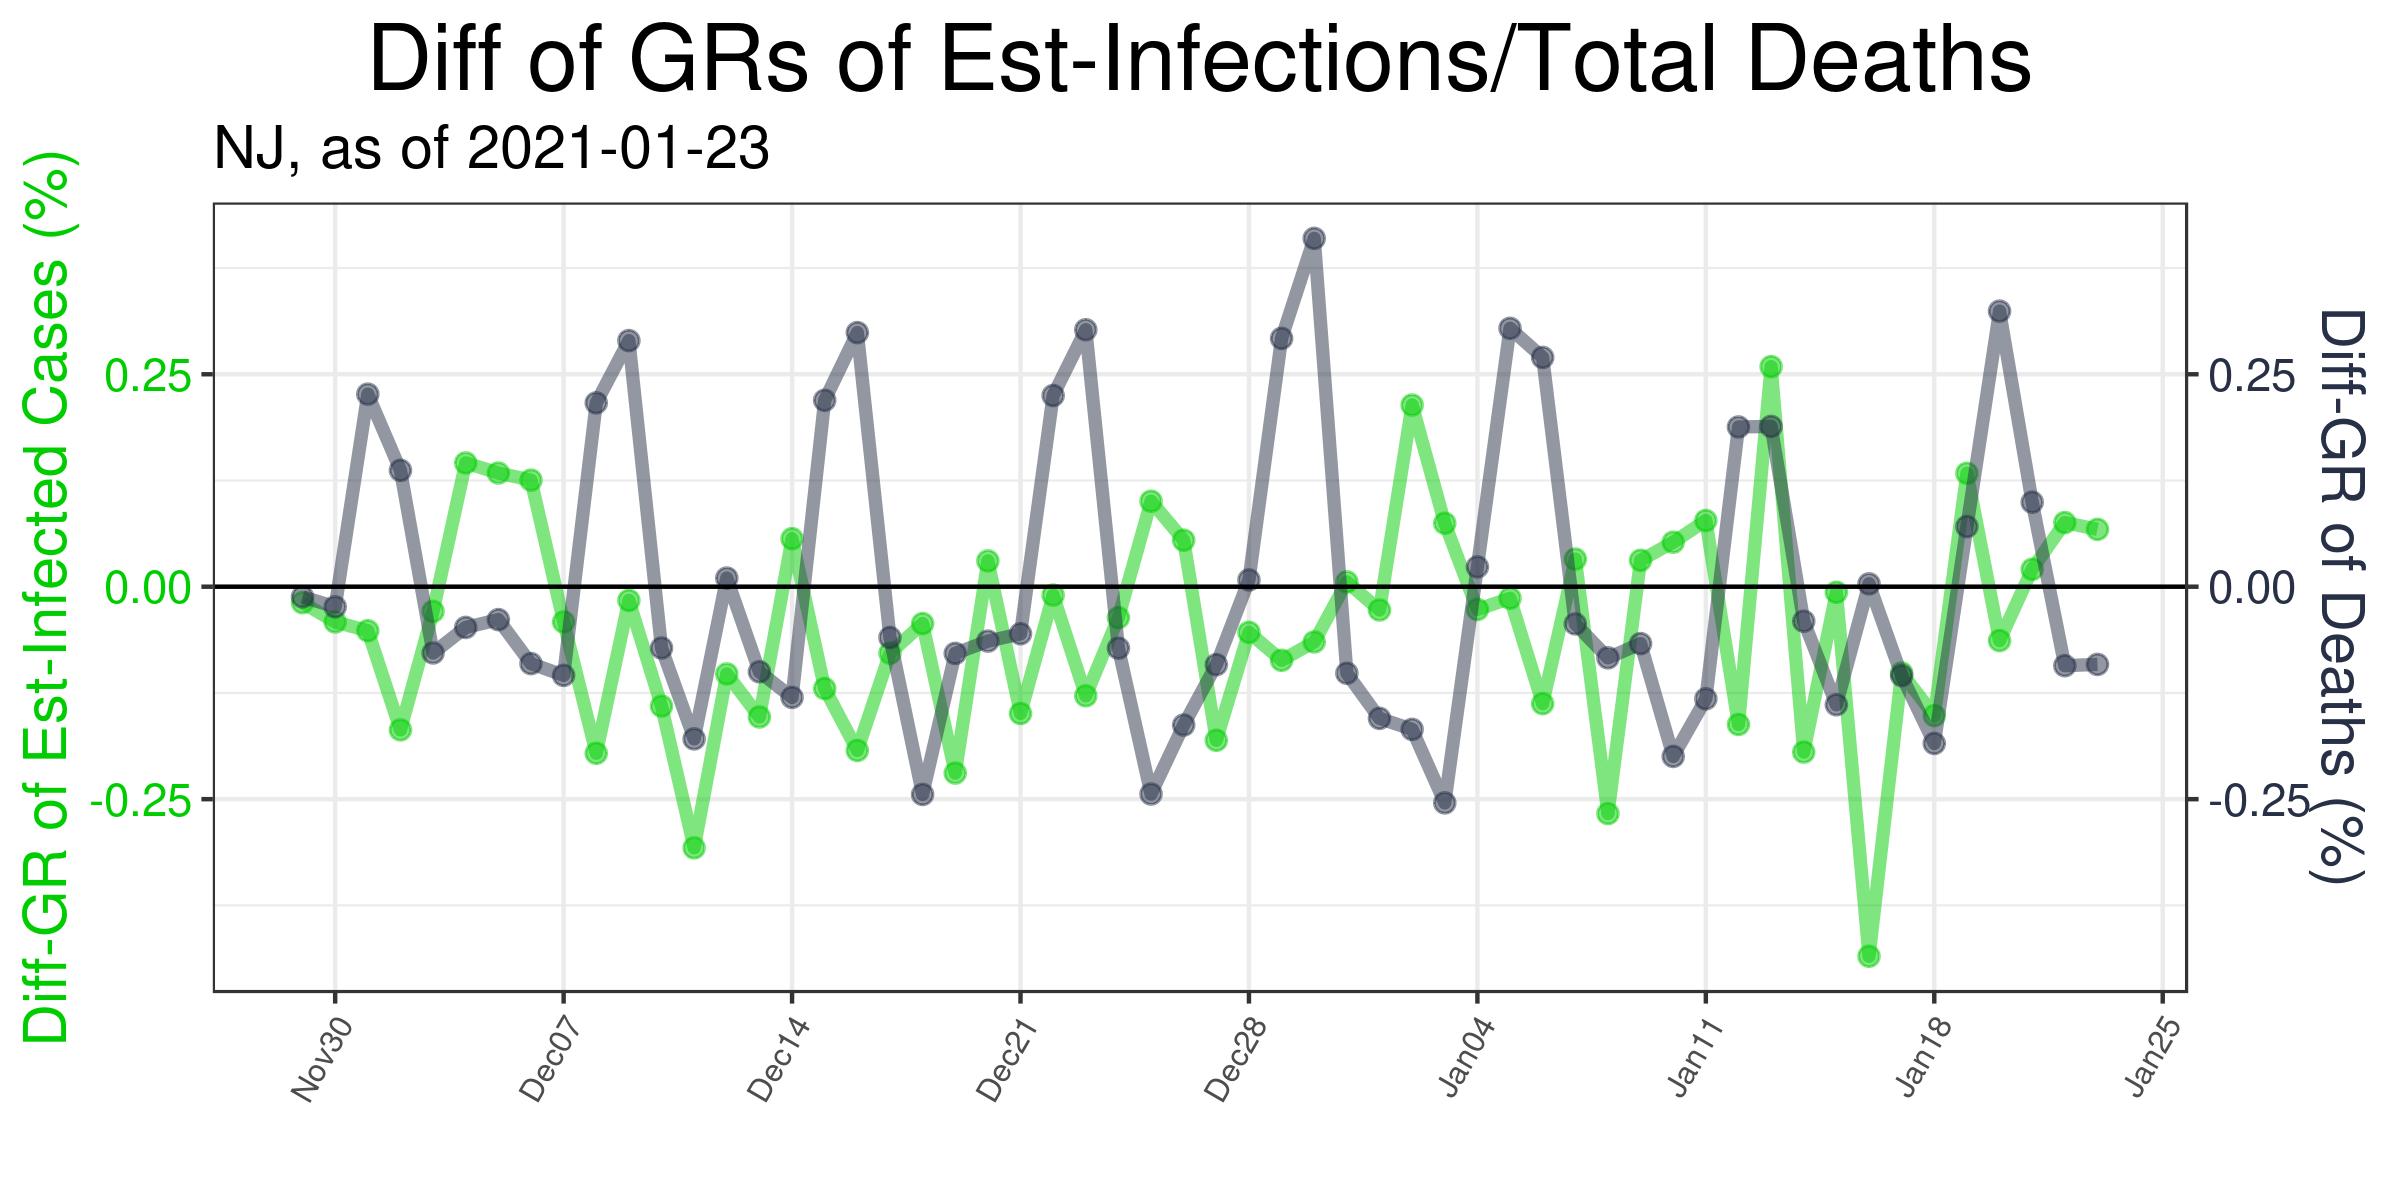 Diff of GRs of Est-Infections/Total Deaths
NJ, as of 2021-01-23
Diff-GR of Est-Infected Cases (%)
0.25
0.00
-0.25
0.25
0.00
-0.25
Diff-GR of Deaths (%)
Nov30
Dec07
Dec14
Dec21
Dec28
Jan04
Jan11
Jan18
Jan25